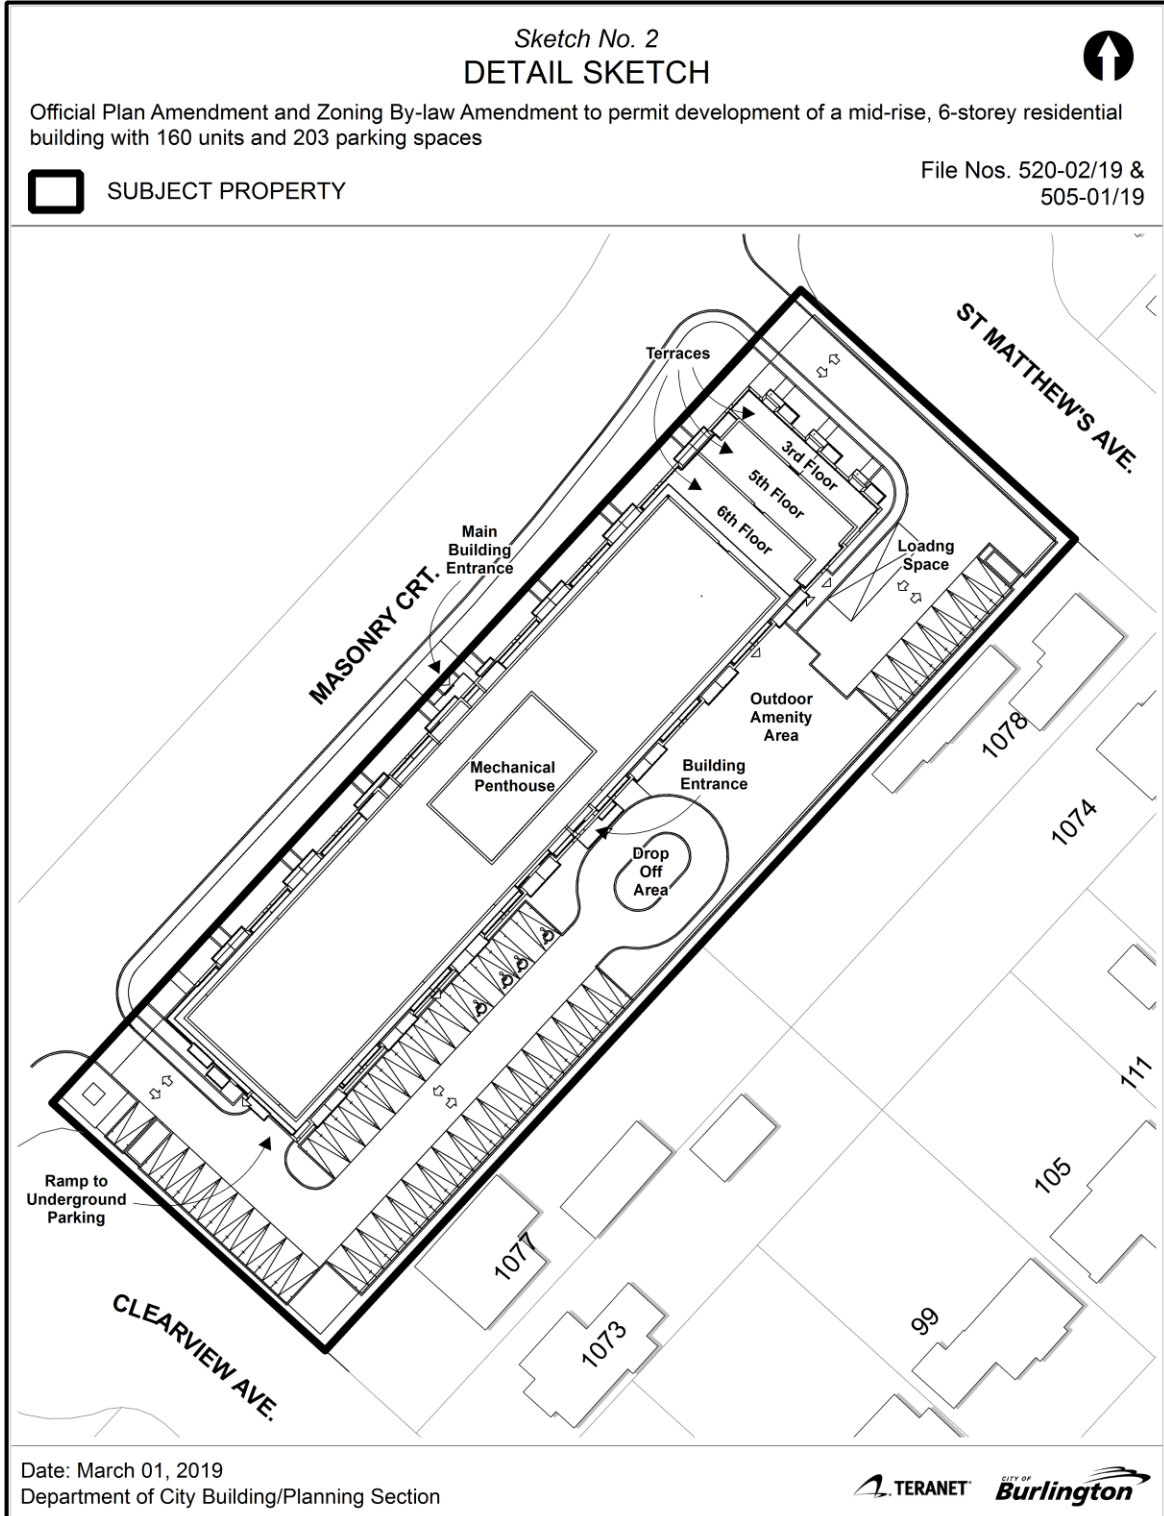 Sketch No. 2
DETAIL SKETCH
Official Plan Amendment and Zoning By-law Amendment to permit development of a mid-rise, 6-storey residential
building with 160 units and 203 parking spaces
SUBJECT PROPERTY
File Nos. 520-02/19 &
505-01/19
ST MATTHEW'S AVE.
Terraces
3rd Floor
5th Floor
6th Floor
Main
Building
Entrance
Loadng
Space
MASONRY CRT.
Outdoor
Amenity
Area
1078
Mechanical
Penthouse
Building
Entrance
1074
Drop
Off
Area
111
105
Ramp to
Underground
Parking
1077
99
1073
CLEARVIEW AVE.
Date: March 01, 2019
Department of City Building/Planning Section
TERANET
CITY OF
Burlington